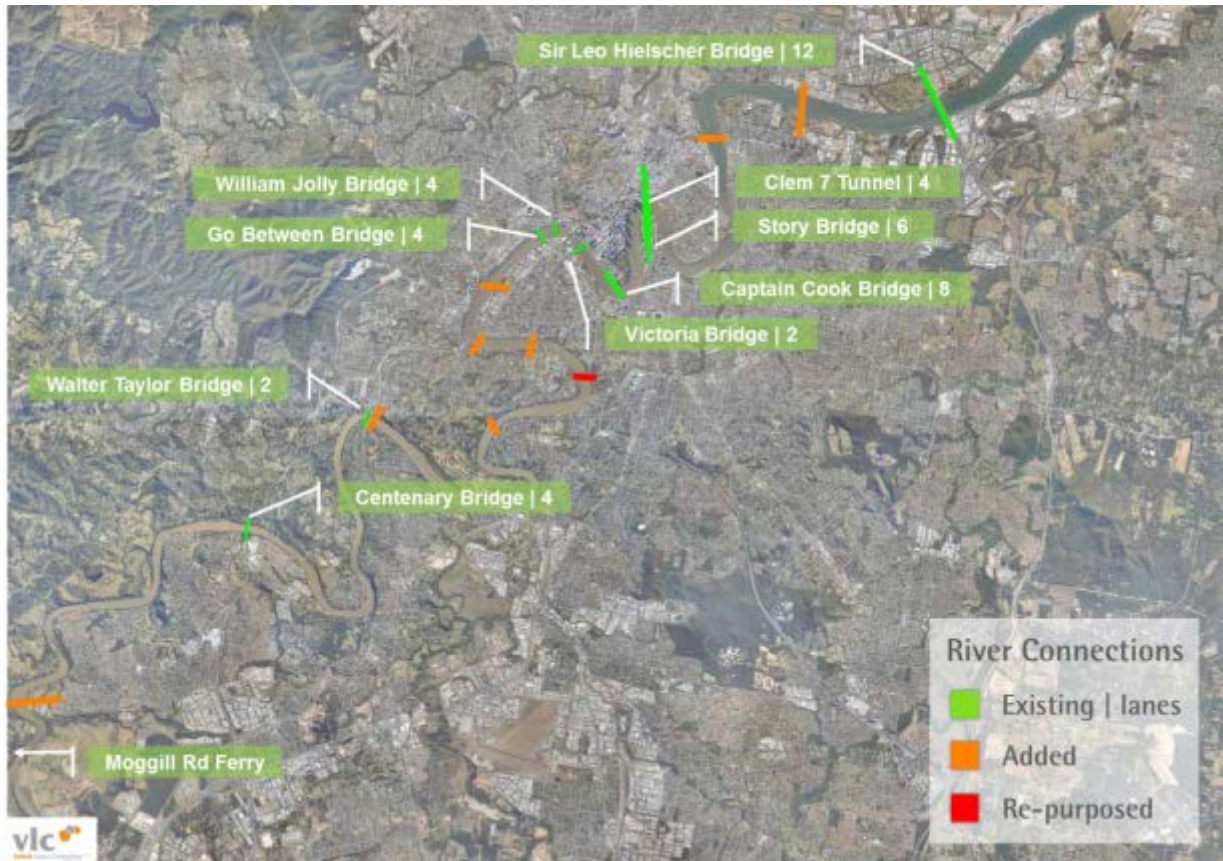 Sir Leo Hielscher Bridge | 12
William Jolly Bridge | 4
Clem 7 Tunnel | 4
Go Between Bridge | 4
Story Bridge | 6
Captain Cook Bridge | 8
Victoria Bridge | 2
Walter Taylor Bridge | 2
Centenary Bridge | 4
Moggill Rd Ferry
River Connections
Existing | lanes
Added
Re-purposed
vlc